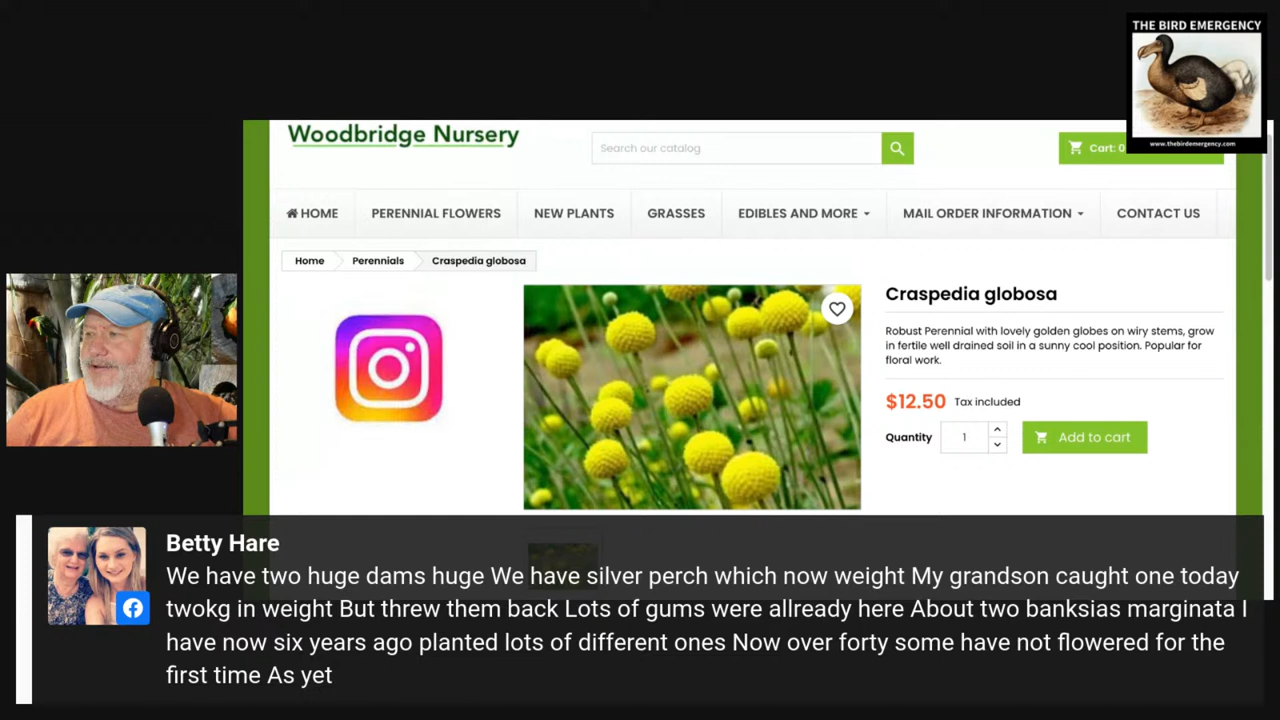 THE BIRD EMERGENCY
www.thebirdemergency.com
Woodbridge Nursery
Search our catalog
Cart: 0
HOME
PERENNIAL FLOWERS
NEW PLANTS
GRASSES
EDIBLES AND MORE
MAIL ORDER INFORMATION
CONTACT US
Home
Perennials
Craspedia globosa
Craspedia globosa
Robust Perennial with lovely golden globes on wiry stems, grow
in fertile well drained soil in a sunny cool position. Popular for
floral work.
$12.50 Tax included
Quantity
1
Add to cart
Betty Hare
We have two huge dams huge We have silver perch which now weight My grandson caught one today
twokg in weight But threw them back Lots of gums were allready here About two banksias marginata I
have now six years ago planted lots of different ones Now over forty some have not flowered for the
first time As yet